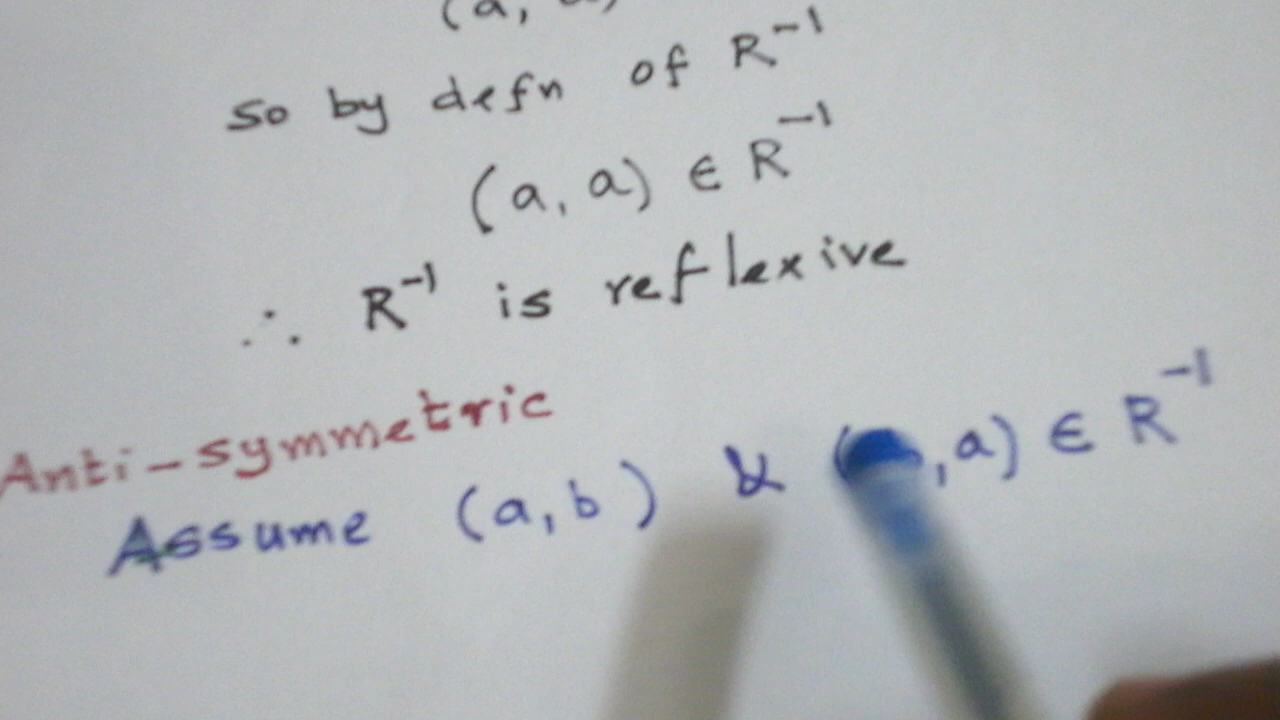 (a,
So by defn of R⁻¹
(a, a) ∈ R⁻¹
∴ R⁻¹ is reflexive
Anti-symmetric
Assume (a, b) & ( , a) ∈ R⁻¹